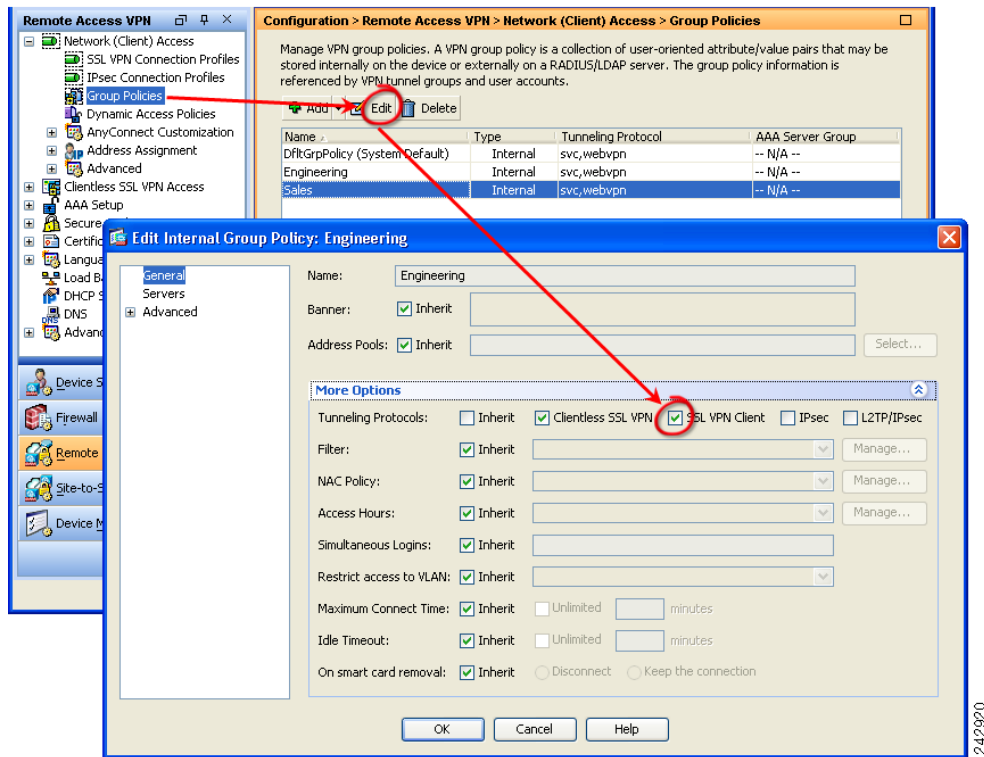 Remote Access VPN
Network (Client) Access
SSL VPN Connection Profiles
IPsec Connection Profiles
Group Policies
Dynamic Access Policies
AnyConnect Customization
Address Assignment
Advanced
Clientless SSL VPN Access
AAA Setup
Secure
Certific
Langua
Load B
DHCP S
DNS
Advan
Device S
Firewall
Remote
Site-to-S
Device M
Configuration > Remote Access VPN > Network (Client) Access > Group Policies
Manage VPN group policies. A VPN group policy is a collection of user-oriented attribute/value pairs that may be
stored internally on the device or externally on a RADIUS/LDAP server. The group policy information is
referenced by VPN tunnel groups and user accounts.
Add Edit Delete
Name Type Tunneling Protocol AAA Server Group
DfltGrpPolicy (System Default) Internal svc,webvpn -- N/A --
Engineering Internal svc,webvpn -- N/A --
Sales Internal svc,webvpn -- N/A --
Edit Internal Group Policy: Engineering
General
Servers
Advanced
Name: Engineering
Banner: Inherit
Address Pools: Inherit Select...
More Options
Tunneling Protocols: Inherit Clientless SSL VPN SSL VPN Client IPsec L2TP/IPsec
Filter: Inherit Manage...
NAC Policy: Inherit Manage...
Access Hours: Inherit Manage...
Simultaneous Logins: Inherit
Restrict access to VLAN: Inherit
Maximum Connect Time: Inherit Unlimited minutes
Idle Timeout: Inherit Unlimited minutes
On smart card removal: Inherit Disconnect Keep the connection
OK Cancel Help
242920